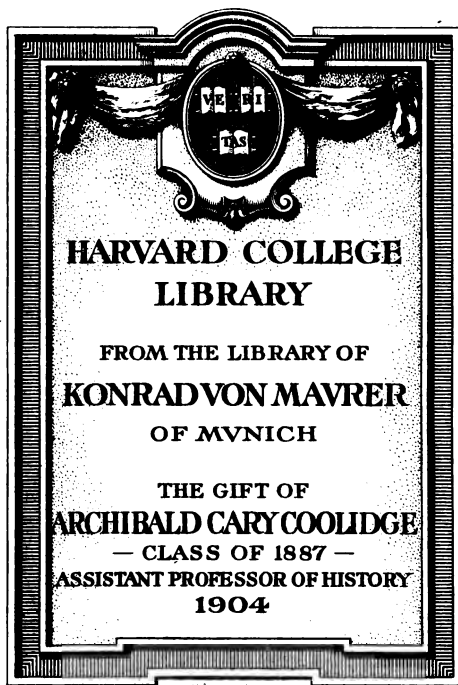 VE RI
TAS
HARVARD COLLEGE
LIBRARY
FROM THE LIBRARY OF
KONRAD VON MAVRER
OF MVNICH
THE GIFT OF
ARCHIBALD CARY COOLIDGE
— CLASS OF 1887 —
ASSISTANT PROFESSOR OF HISTORY
1904